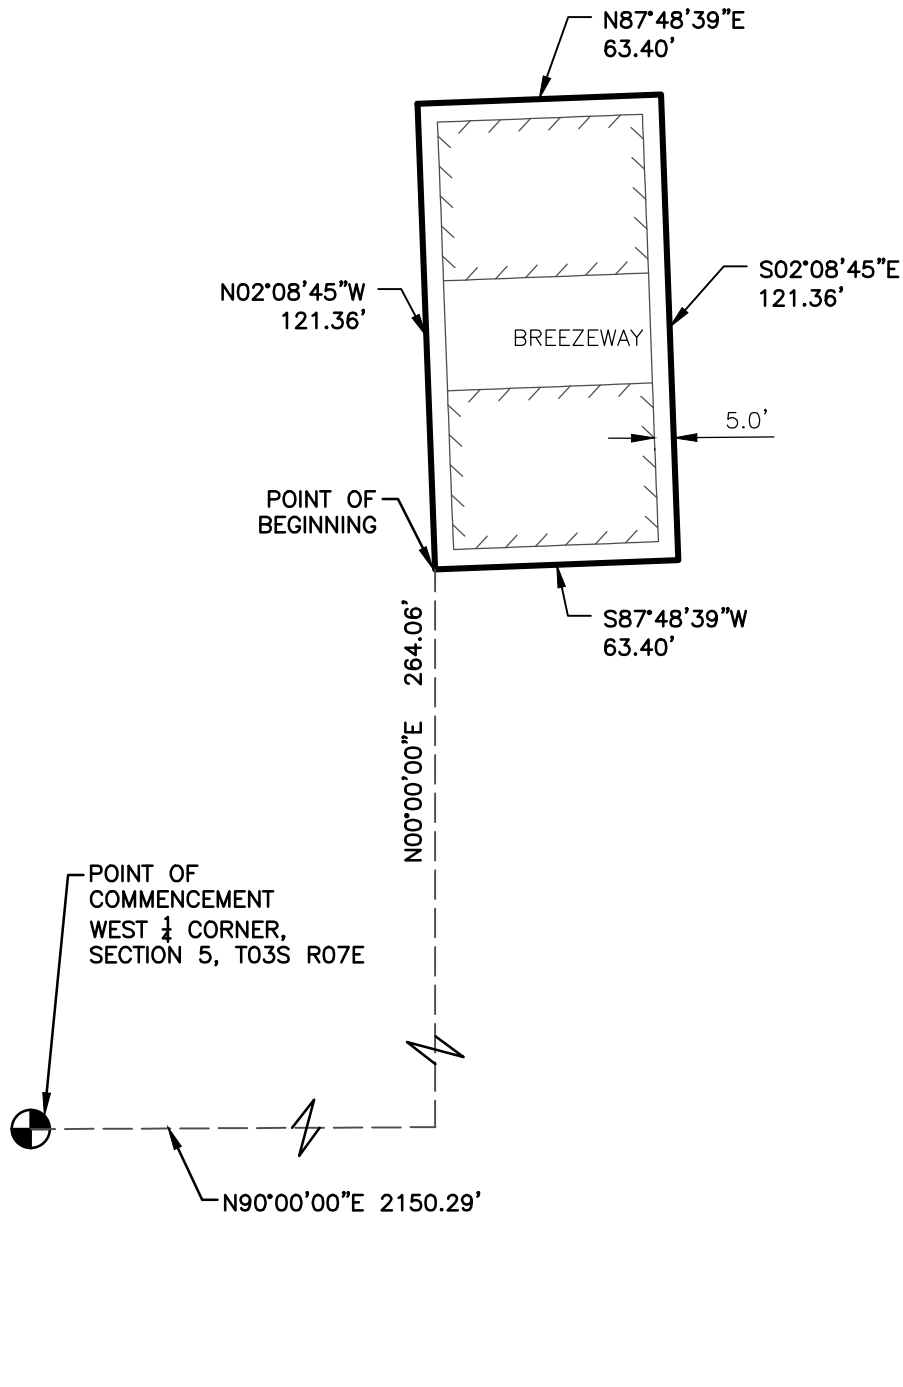 N87°48'39"E
63.40'
S02°08'45"E
121.36'
N02°08'45"W
121.36'
BREEZEWAY
5.0'
POINT OF
BEGINNING
S87°48'39"W
63.40'
N00°00'00"E 264.06'
POINT OF
COMMENCEMENT
WEST 1/4 CORNER,
SECTION 5, T03S R07E
N90°00'00"E 2150.29'